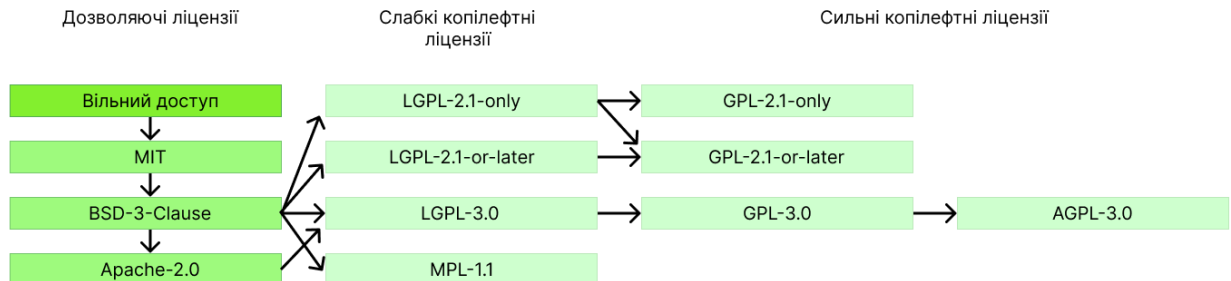 Дозволяючі ліцензії
Слабкі копілефтні
ліцензії
Сильні копілефтні ліцензії
Вільний доступ
LGPL-2.1-only
GPL-2.1-only
MIT
LGPL-2.1-or-later
GPL-2.1-or-later
BSD-3-Clause
LGPL-3.0
GPL-3.0
AGPL-3.0
Apache-2.0
MPL-1.1